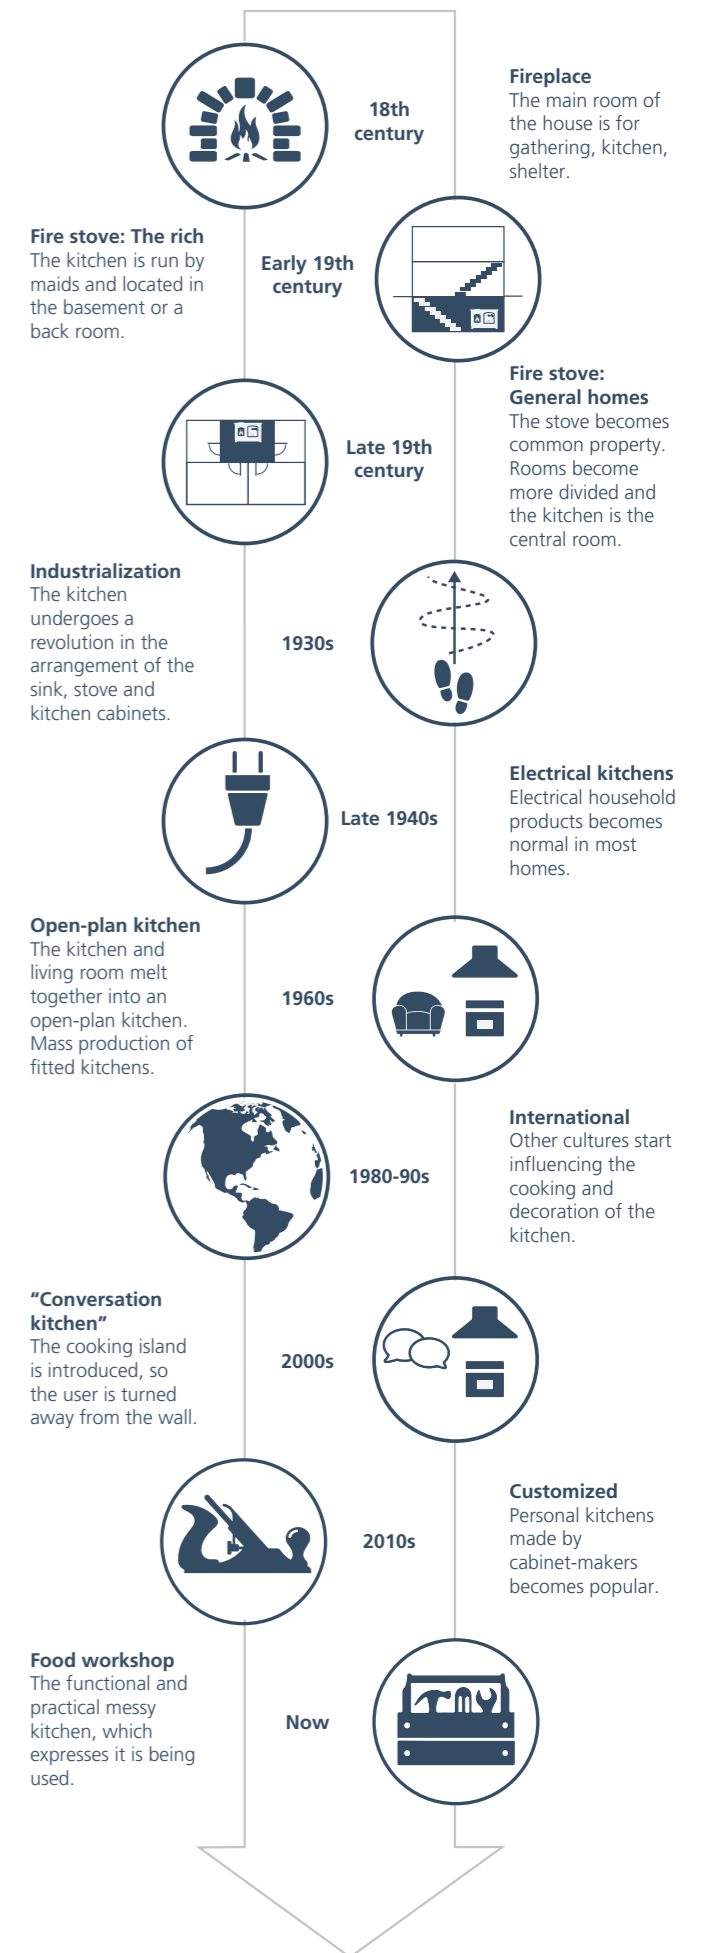 18th
century
Fireplace
The main room of
the house is for
gathering, kitchen,
shelter.
Fire stove: The rich
The kitchen is run by
maids and located in
the basement or a
back room.
Early 19th
century
Late 19th
century
Fire stove:
General homes
The stove becomes
common property.
Rooms become
more divided and
the kitchen is the
central room.
Industrialization
The kitchen
undergoes a
revolution in the
arrangement of the
sink, stove and
kitchen cabinets.
1930s
Late 1940s
Electrical kitchens
Electrical household
products becomes
normal in most
homes.
Open-plan kitchen
The kitchen and
living room melt
together into an
open-plan kitchen.
Mass production of
fitted kitchens.
1960s
1980-90s
International
Other cultures start
influencing the
cooking and
decoration of the
kitchen.
“Conversation
kitchen”
The cooking island
is introduced, so
the user is turned
away from the wall.
2000s
2010s
Customized
Personal kitchens
made by
cabinet-makers
becomes popular.
Food workshop
The functional and
practical messy
kitchen, which
expresses it is being
used.
Now